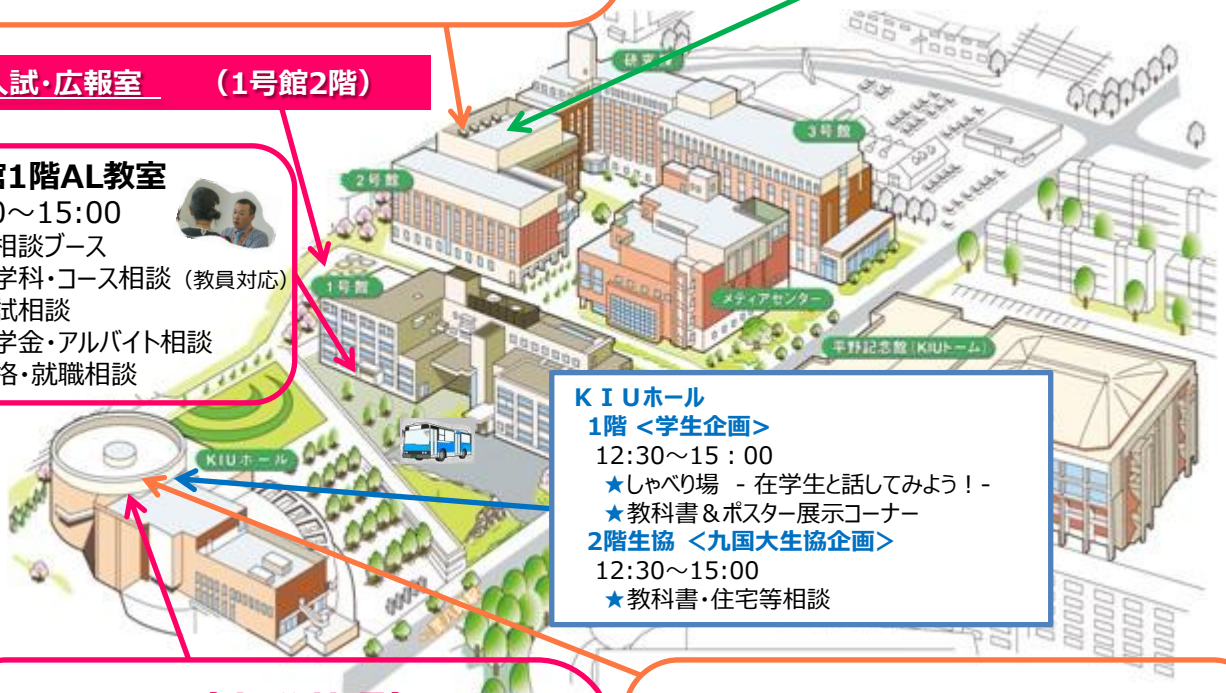 入試・広報室 （1号館2階）
館1階AL教室
0～15:00
相談ブース
学科・コース相談（教員対応）
試相談
学金・アルバイト相談
格・就職相談
研究
3号館
2号館
1号館
メディアセンター
平野記念館（KIUドーム）
KIUホール
ＫＩＵホール
1階 <学生企画>
12:30～15：00
★しゃべり場 - 在学生と話してみよう！-
★教科書＆ポスター展示コーナー
2階生協 <九国大生協企画>
12:30～15:00
★教科書・住宅等相談